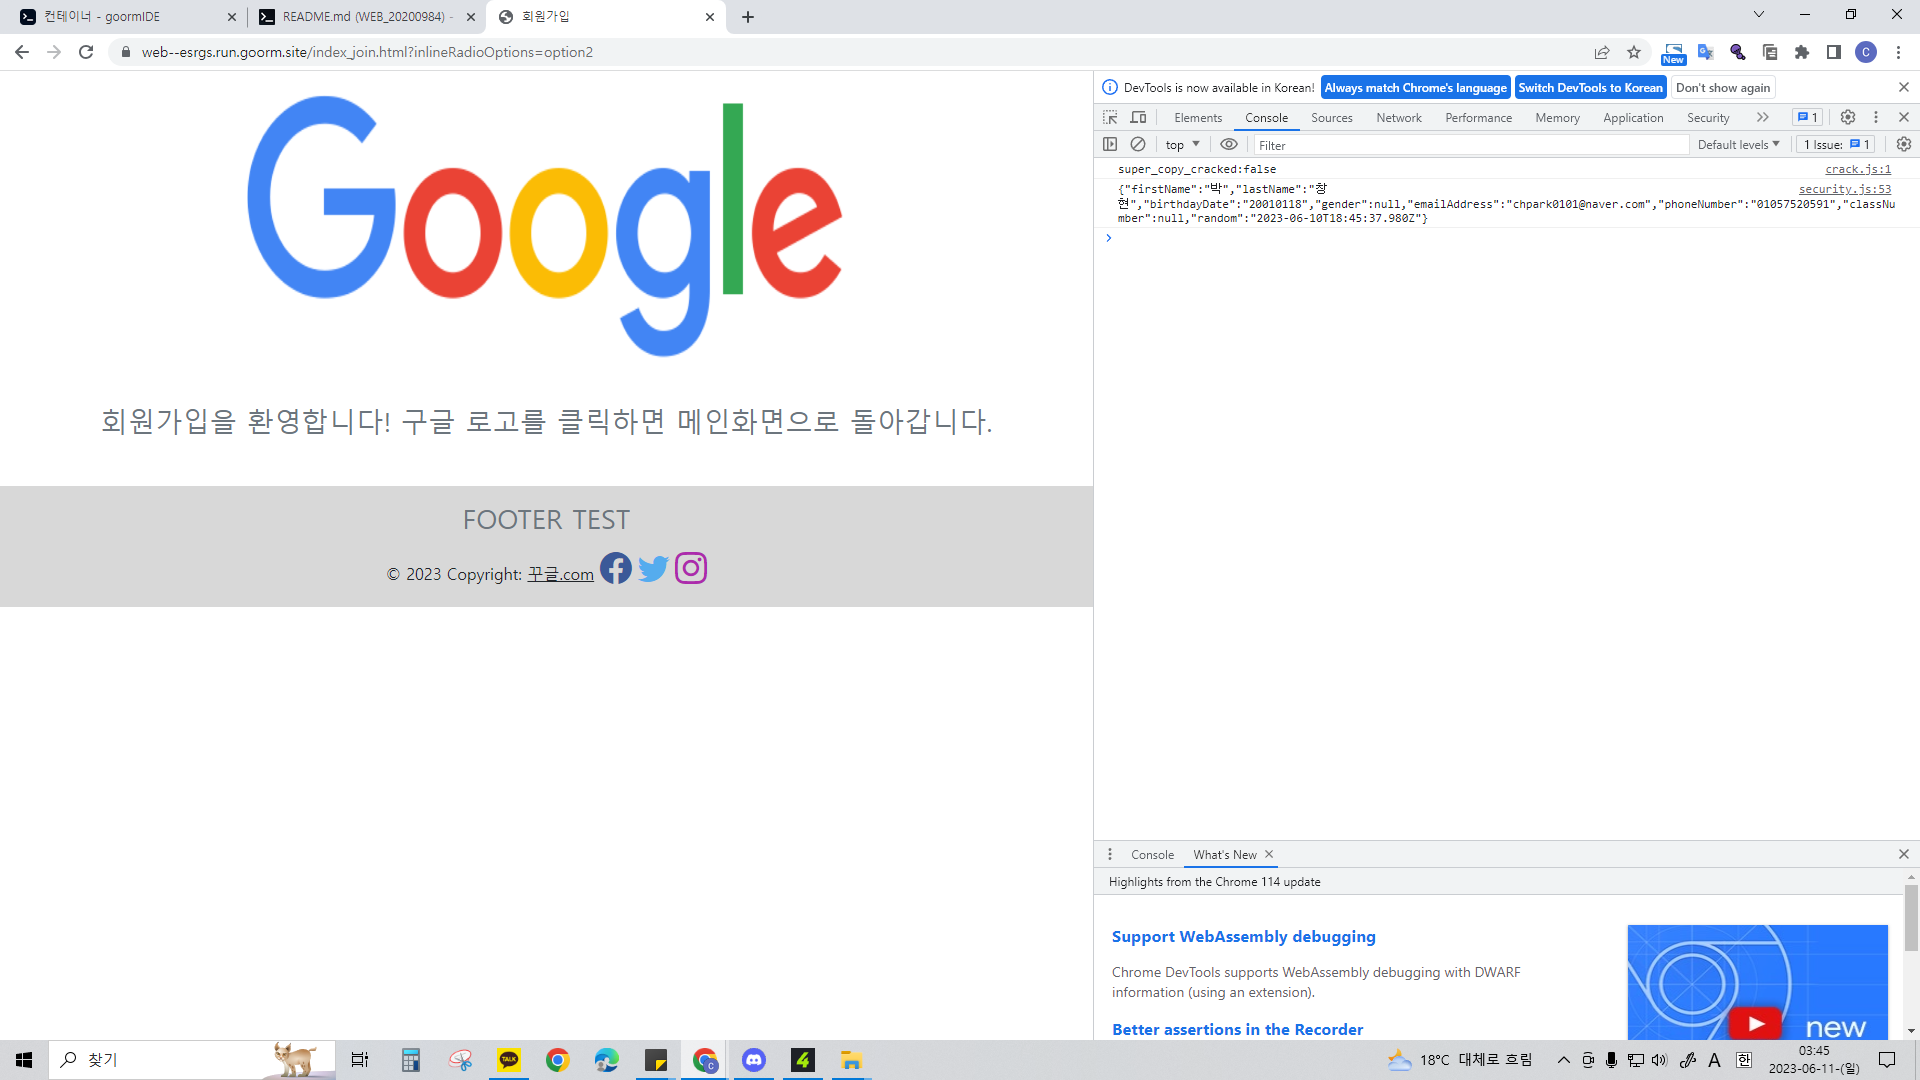 컨테이너 - goormIDE
README.md (WEB_20200984) -
회원가입
web--esrgs.run.goorm.site/index_join.html?inlineRadioOptions=option2
New
C
Google
회원가입을 환영합니다! 구글 로고를 클릭하면 메인화면으로 돌아갑니다.
FOOTER TEST
© 2023 Copyright: 꾸글.com
DevTools is now available in Korean! Always match Chrome's language Switch DevTools to Korean Don't show again
Elements Console Sources Network Performance Memory Application Security 1
top Filter Default levels 1 Issue: 1
super_copy_cracked:false crack.js:1
{"firstName":"박","lastName":"창 security.js:53
현","birthdayDate":"20010118","gender":null,"emailAddress":"chpark0101@naver.com","phoneNumber":"01057520591","classNu
mber":null,"random":"2023-06-10T18:45:37.980Z"}
Console What's New
Highlights from the Chrome 114 update
Support WebAssembly debugging
Chrome DevTools supports WebAssembly debugging with DWARF
information (using an extension).
Better assertions in the Recorder
new
찾기
TALK
C
4
18°C 대체로 흐림
A 한
03:45
2023-06-11-(일)